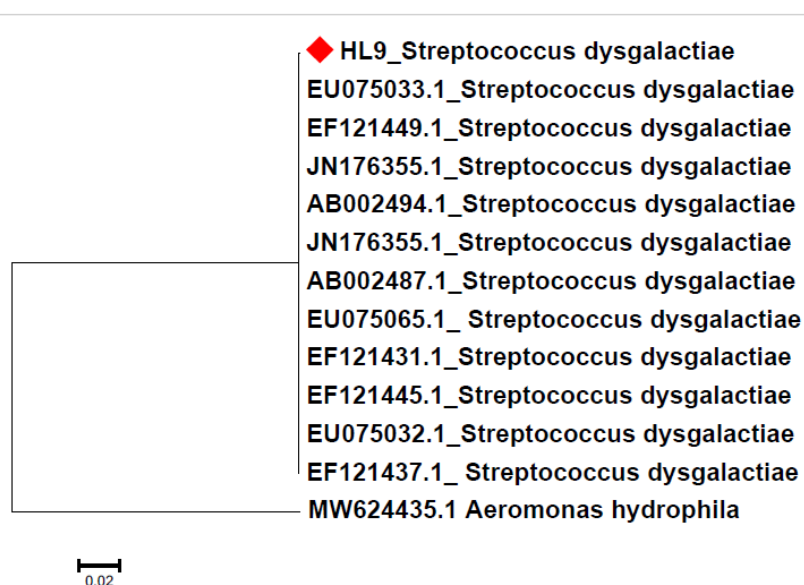 HL9_Streptococcus dysgalactiae
EU075033.1_Streptococcus dysgalactiae
EF121449.1_Streptococcus dysgalactiae
JN176355.1_Streptococcus dysgalactiae
AB002494.1_Streptococcus dysgalactiae
JN176355.1_Streptococcus dysgalactiae
AB002487.1_Streptococcus dysgalactiae
EU075065.1_ Streptococcus dysgalactiae
EF121431.1_Streptococcus dysgalactiae
EF121445.1_Streptococcus dysgalactiae
EU075032.1_Streptococcus dysgalactiae
EF121437.1_ Streptococcus dysgalactiae
MW624435.1 Aeromonas hydrophila
0.02